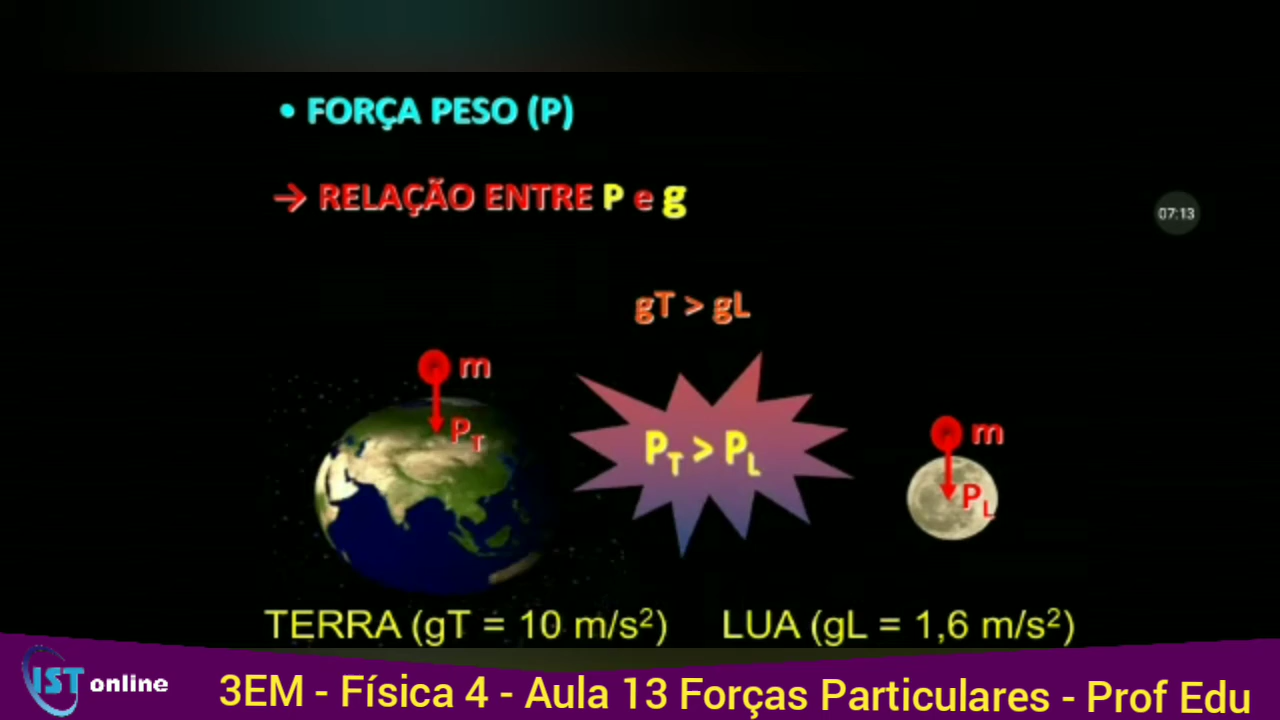 • FORÇA PESO (P)
→ RELAÇÃO ENTRE P e g
07:13
gT > gL
m
PT
PT > PL
m
PL
TERRA (gT = 10 m/s²)
LUA (gL = 1,6 m/s²)
IST online
3EM - Física 4 - Aula 13 Forças Particulares - Prof Edu